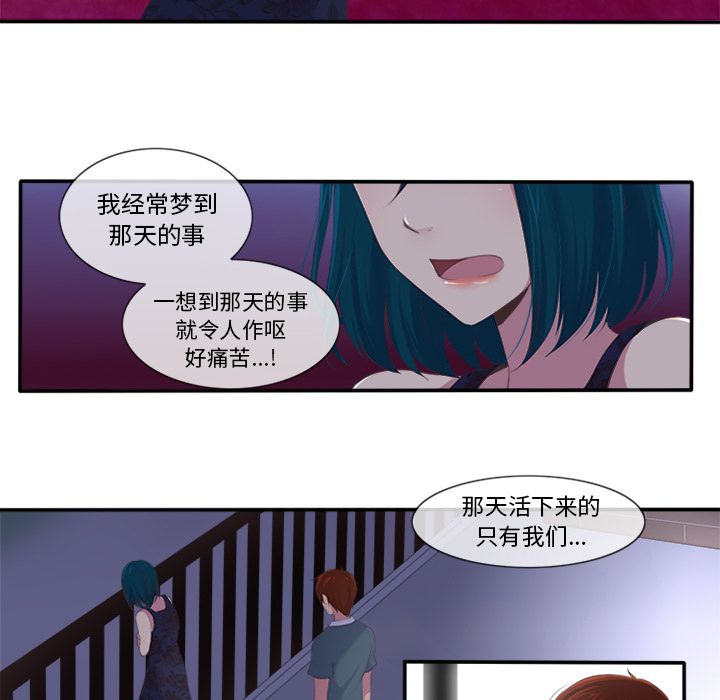 我经常梦到
那天的事
一想到那天的事
就令人作呕
好痛苦...!
那天活下来的
只有我们...